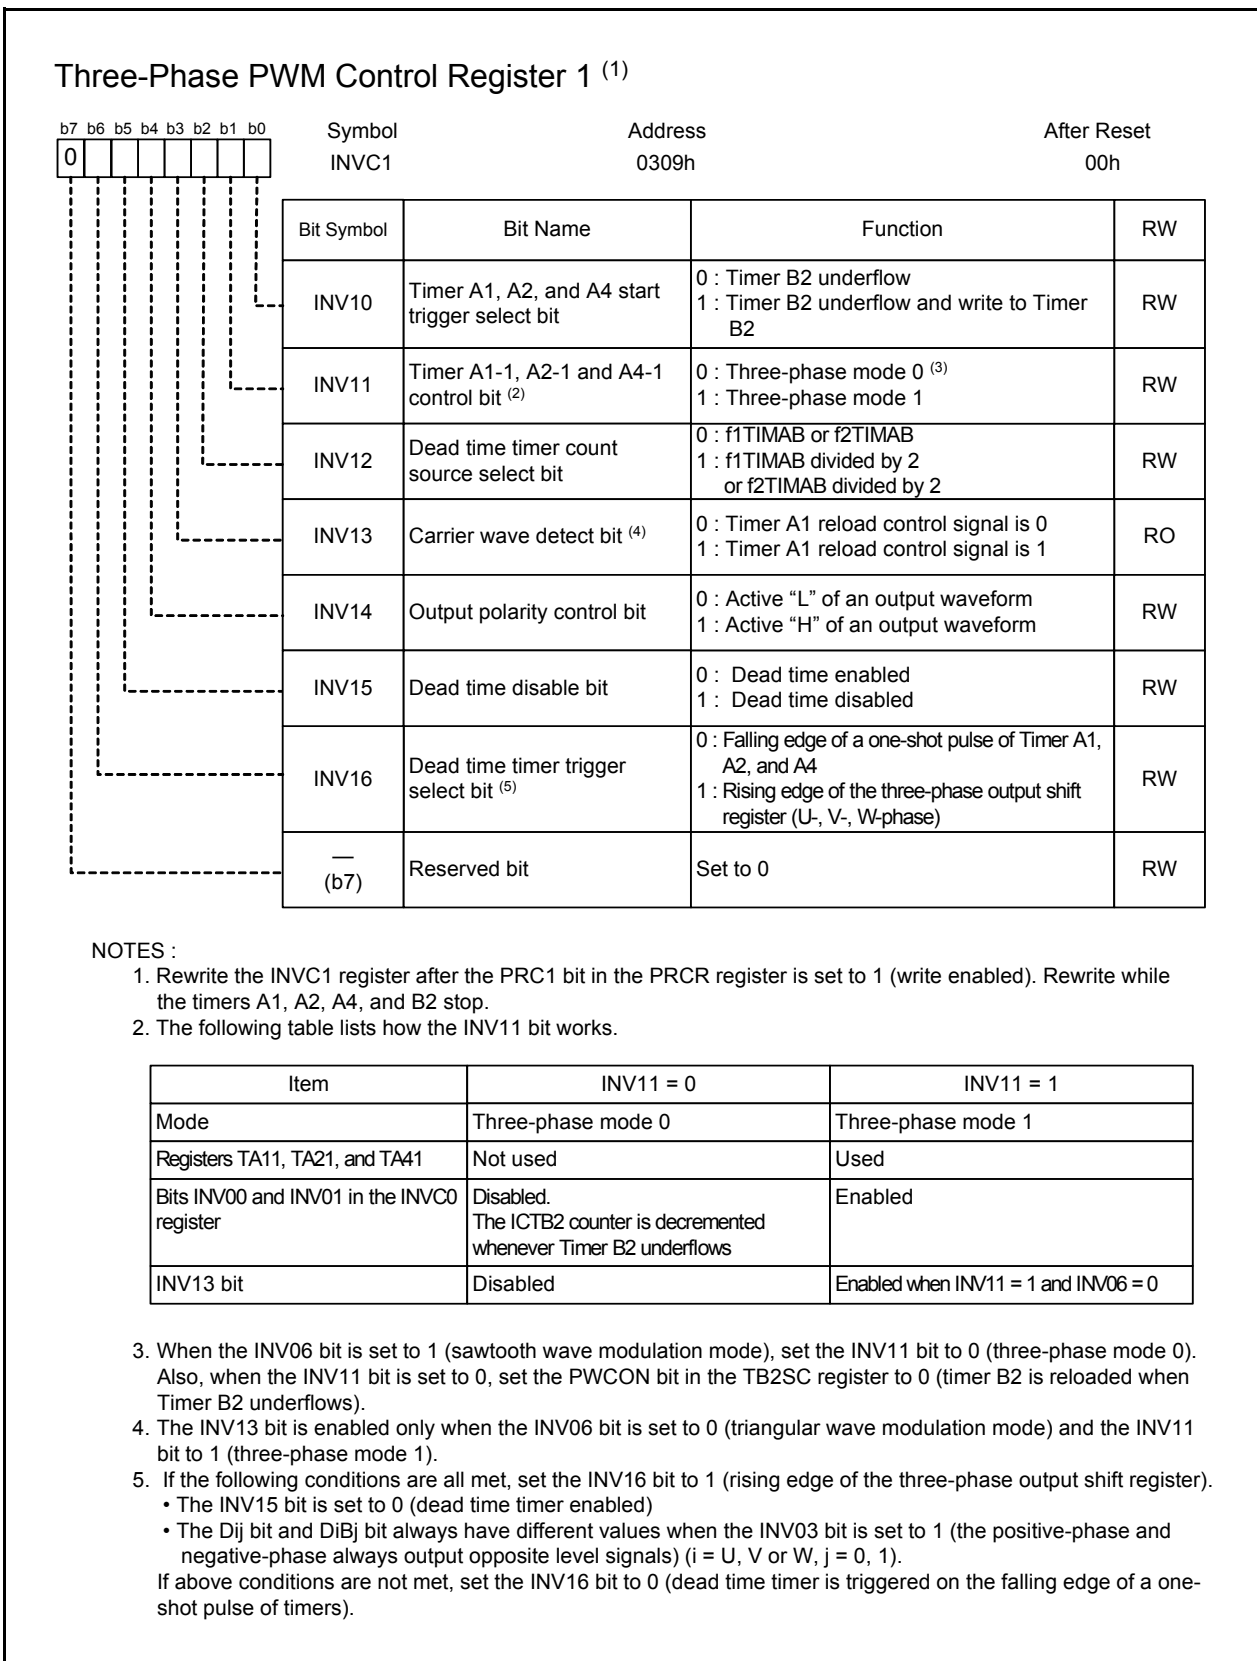 Three-Phase PWM Control Register 1 (1)
b7 b6 b5 b4 b3 b2 b1 b0 Symbol Address After Reset
0 INVC1 0309h 00h
Bit Symbol Bit Name Function RW
INV10 Timer A1, A2, and A4 start trigger select bit 0 : Timer B2 underflow
1 : Timer B2 underflow and write to Timer B2 RW
INV11 Timer A1-1, A2-1 and A4-1 control bit (2) 0 : Three-phase mode 0 (3)
1 : Three-phase mode 1 RW
INV12 Dead time timer count source select bit 0 : f1TIMAB or f2TIMAB
1 : f1TIMAB divided by 2
or f2TIMAB divided by 2 RW
INV13 Carrier wave detect bit (4) 0 : Timer A1 reload control signal is 0
1 : Timer A1 reload control signal is 1 RO
INV14 Output polarity control bit 0 : Active “L” of an output waveform
1 : Active “H” of an output waveform RW
INV15 Dead time disable bit 0 : Dead time enabled
1 : Dead time disabled RW
INV16 Dead time timer trigger select bit (5) 0 : Falling edge of a one-shot pulse of Timer A1, A2, and A4
1 : Rising edge of the three-phase output shift register (U-, V-, W-phase) RW
— (b7) Reserved bit Set to 0 RW
NOTES :
1. Rewrite the INVC1 register after the PRC1 bit in the PRCR register is set to 1 (write enabled). Rewrite while
the timers A1, A2, A4, and B2 stop.
2. The following table lists how the INV11 bit works.
Item INV11 = 0 INV11 = 1
Mode Three-phase mode 0 Three-phase mode 1
Registers TA11, TA21, and TA41 Not used Used
Bits INV00 and INV01 in the INVC0 register Disabled.
The ICTB2 counter is decremented
whenever Timer B2 underflows Enabled
INV13 bit Disabled Enabled when INV11 = 1 and INV06 = 0
3. When the INV06 bit is set to 1 (sawtooth wave modulation mode), set the INV11 bit to 0 (three-phase mode 0).
Also, when the INV11 bit is set to 0, set the PWCON bit in the TB2SC register to 0 (timer B2 is reloaded when
Timer B2 underflows).
4. The INV13 bit is enabled only when the INV06 bit is set to 0 (triangular wave modulation mode) and the INV11
bit to 1 (three-phase mode 1).
5. If the following conditions are all met, set the INV16 bit to 1 (rising edge of the three-phase output shift register).
• The INV15 bit is set to 0 (dead time timer enabled)
• The Dij bit and DiBj bit always have different values when the INV03 bit is set to 1 (the positive-phase and
negative-phase always output opposite level signals) (i = U, V or W, j = 0, 1).
If above conditions are not met, set the INV16 bit to 0 (dead time timer is triggered on the falling edge of a one-
shot pulse of timers).